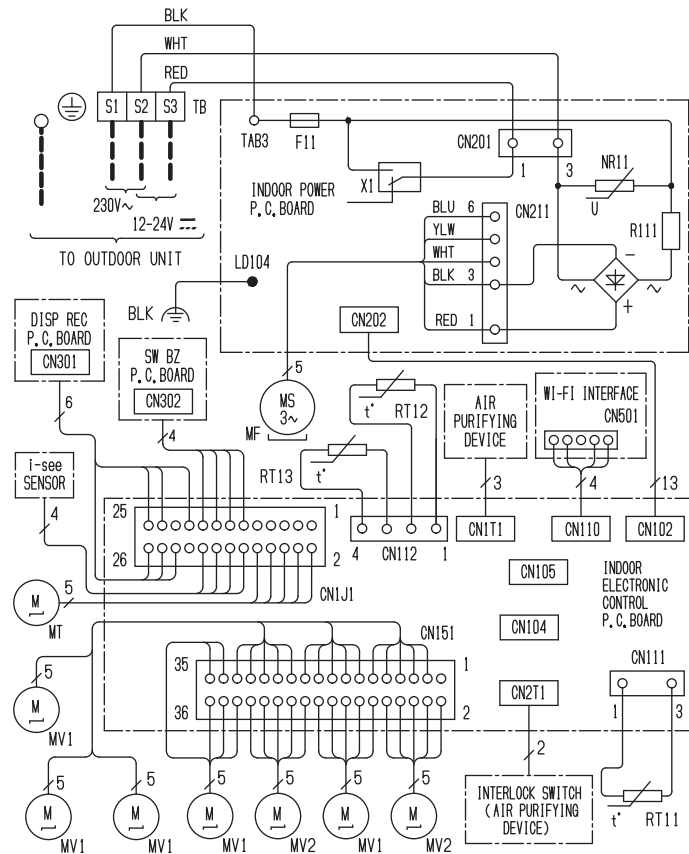 BLK
WHT
RED
S1 S2 S3 TB
TAB3
F11
CN201
1 3
X1
INDOOR POWER
P.C.BOARD
NR11
U
R111
230V~
12-24V
TO OUTDOOR UNIT
BLU 6
CN211
YLW
WHT
BLK 3
RED 1
~ ~
-
+
LD104
BLK
DISP REC
P.C.BOARD
CN301
6
SW BZ
P.C.BOARD
CN302
4
CN202
5
MS
3~
MF
t°
RT12
RT13
t°
AIR
PURIFYING
DEVICE
3
WI-FI INTERFACE
CN501
4
13
i-see
SENSOR
4
25 1
26 2
CN1J1
4 CN112 1
CN1T1
CN110
CN102
M
5
MT
CN105
CN104
INDOOR
ELECTRONIC
CONTROL
P.C.BOARD
CN151
35 1
36 2
CN2T1
2
CN111
1 3
M
5
MV1
M
5
MV1
M
5
MV1
M
5
MV1
M
5
MV2
M
5
MV1
M
5
MV2
INTERLOCK SWITCH
(AIR PURIFYING
DEVICE)
t°
RT11